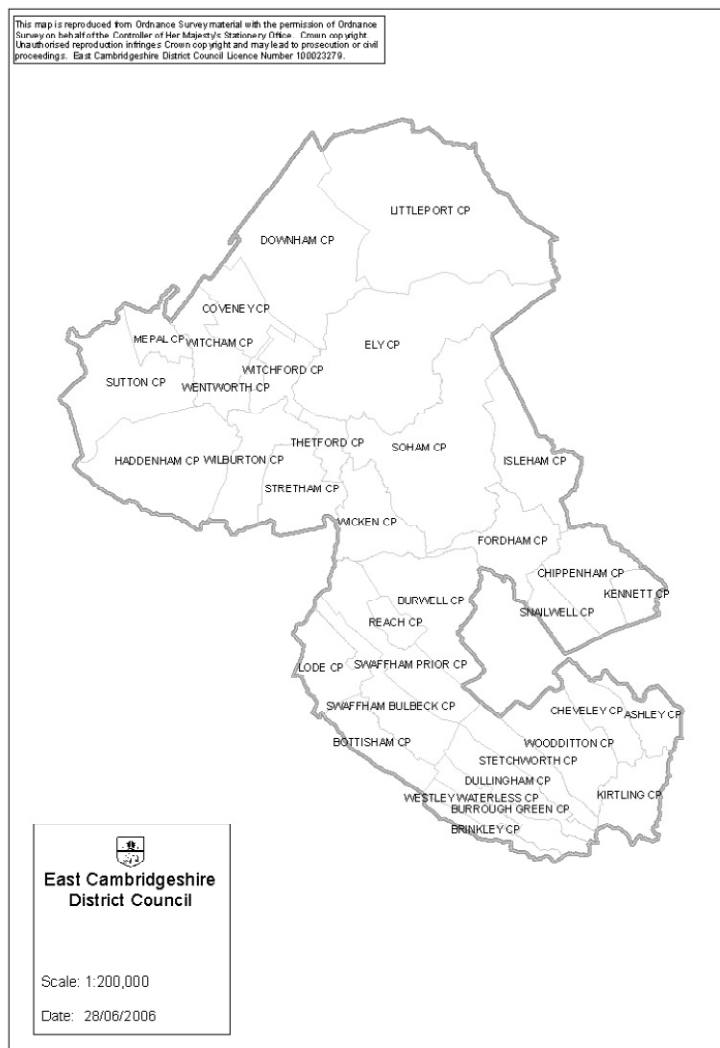 This map is reproduced from Ordnance Survey material with the permission of Ordnance
Survey on behalf of the Controller of Her Majesty's Stationery Office. Crown copyright.
Unauthorised reproduction infringes Crown copyright and may lead to prosecution or civil
proceedings. East Cambridgeshire District Council Licence Number 100023279.
LITTLEPORT CP
DOWNHAM CP
COVENEY CP
MEPAL CP
WITCHAM CP
ELY CP
WITCHFORD CP
SUTTON CP
WENTWORTH CP
THETFORD CP
SOHAM CP
HADDENHAM CP
WILBURTON CP
ISLEHAM CP
STRETHAM CP
WICKEN CP
FORDHAM CP
CHIPPENHAM CP
KENNETT CP
DURWELL CP
SNAILWELL CP
REACH CP
LODE CP
SWAFFHAM PRIOR CP
SWAFFHAM BULBECK CP
CHEVELEY CP
ASHLEY CP
BOTTISHAM CP
WOODDITTON CP
STETCHWORTH CP
DULLINGHAM CP
WESTLEY WATERLESS CP
KIRTLING CP
BURROUGH GREEN CP
BRINKLEY CP
East Cambridgeshire
District Council
Scale: 1:200,000
Date: 28/06/2006